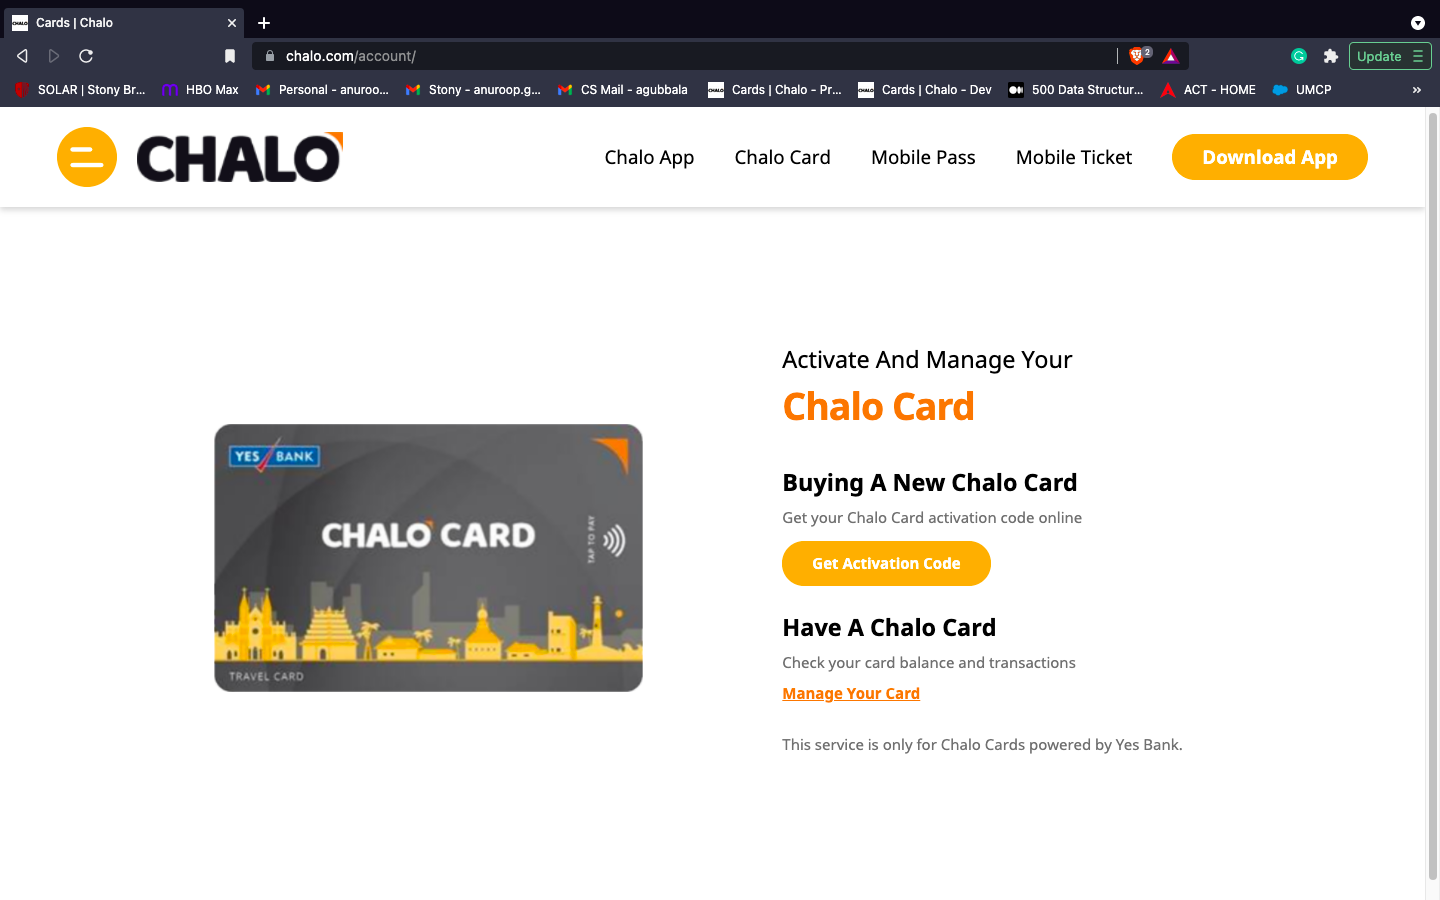 CHALO Cards | Chalo
chalo.com/account/
2
Update
SOLAR | Stony Br... HBO Max Personal - anuroo... Stony - anuroop.g... CS Mail - agubbala CHALO Cards | Chalo - Pr... CHALO Cards | Chalo - Dev 500 Data Structur... ACT - HOME UMCP »
CHALO
Chalo App Chalo Card Mobile Pass Mobile Ticket Download App
YES BANK
CHALO CARD
TAP TO PAY
TRAVEL CARD
Activate And Manage Your
Chalo Card
Buying A New Chalo Card
Get your Chalo Card activation code online
Get Activation Code
Have A Chalo Card
Check your card balance and transactions
Manage Your Card
This service is only for Chalo Cards powered by Yes Bank.